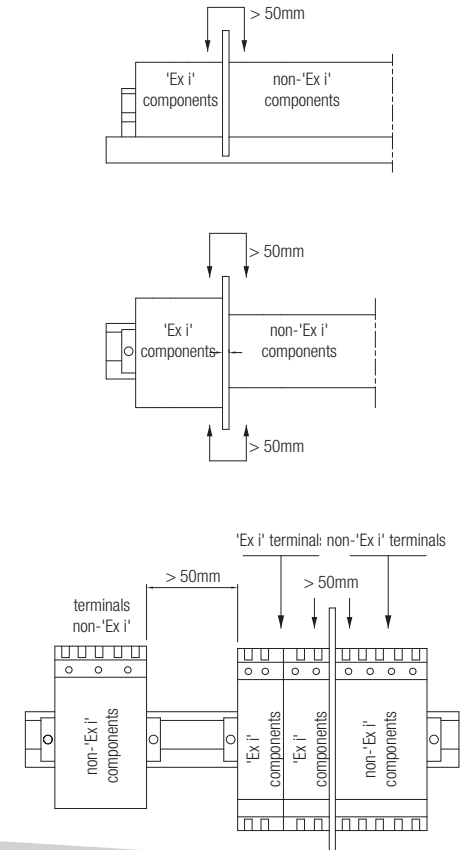 > 50mm
'Ex i'
components
non-'Ex i'
components
> 50mm
'Ex i'
components
non-'Ex i'
components
> 50mm
'Ex i' terminals non-'Ex i' terminals
> 50mm
> 50mm
terminals
non-'Ex i'
non-'Ex i'
components
'Ex i'
components
'Ex i'
components
non-'Ex i'
components